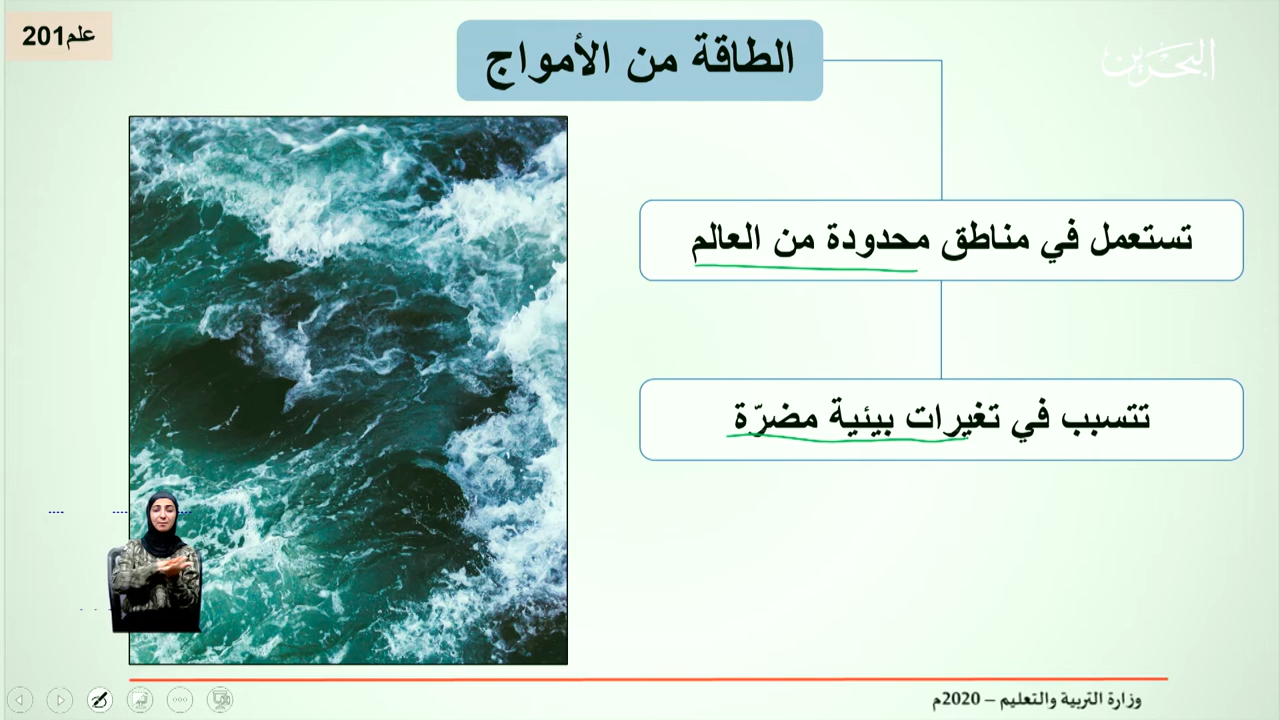 علم201
الطاقة من الأمواج
البحرين
تستعمل في مناطق محدودة من العالم
تتسبب في تغيرات بيئية مضرّة
وزارة التربية والتعليم – 2020م